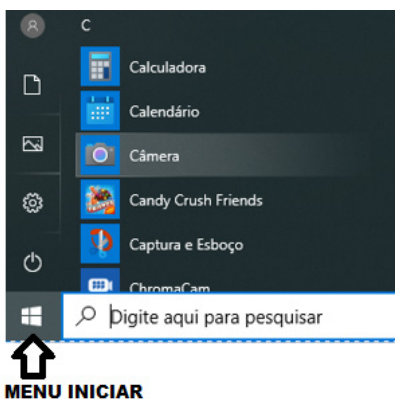 C
Calculadora
Calendário
Câmera
Candy Crush Friends
Captura e Esboço
ChromaCam
Digite aqui para pesquisar
MENU INICIAR